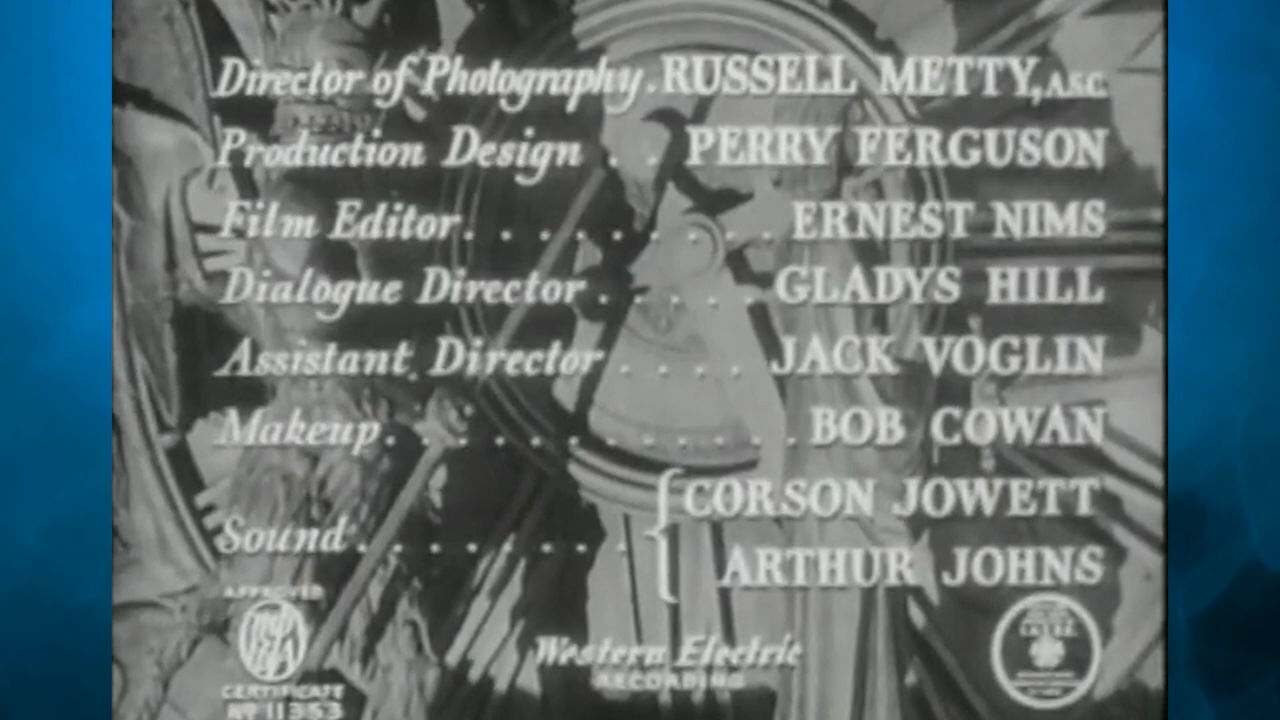 Director of Photography. RUSSELL METTY, A.S.C.
Production Design . . PERRY FERGUSON
Film Editor. . . . . . . . . ERNEST NIMS
Dialogue Director . . . . . GLADYS HILL
Assistant Director . . . . JACK VOGLIN
Makeup. . . . . . . . . . . . BOB COWAN
CORSON JOWETT
Sound . . . . . . . .
ARTHUR JOHNS
APPROVED
Western Electric
RECORDING
CERTIFICATE
Nº 11353